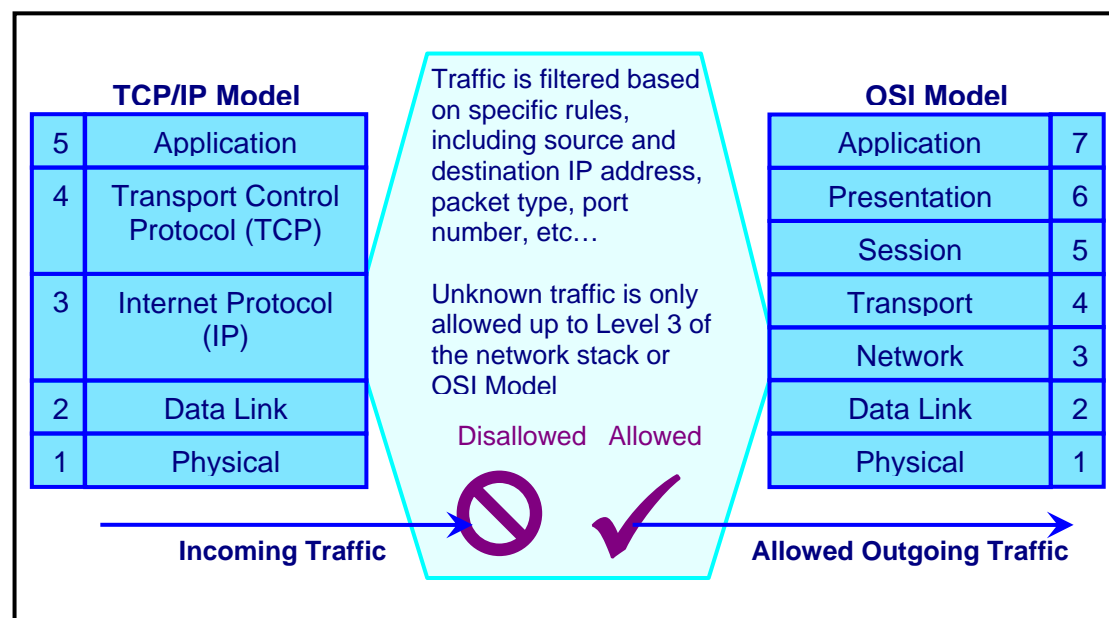 TCP/IP Model
5 Application
4 Transport Control
Protocol (TCP)
3 Internet Protocol
(IP)
2 Data Link
1 Physical
Incoming Traffic
Traffic is filtered based
on specific rules,
including source and
destination IP address,
packet type, port
number, etc…
Unknown traffic is only
allowed up to Level 3 of
the network stack or
OSI Model
Disallowed Allowed
OSI Model
Application 7
Presentation 6
Session 5
Transport 4
Network 3
Data Link 2
Physical 1
Allowed Outgoing Traffic